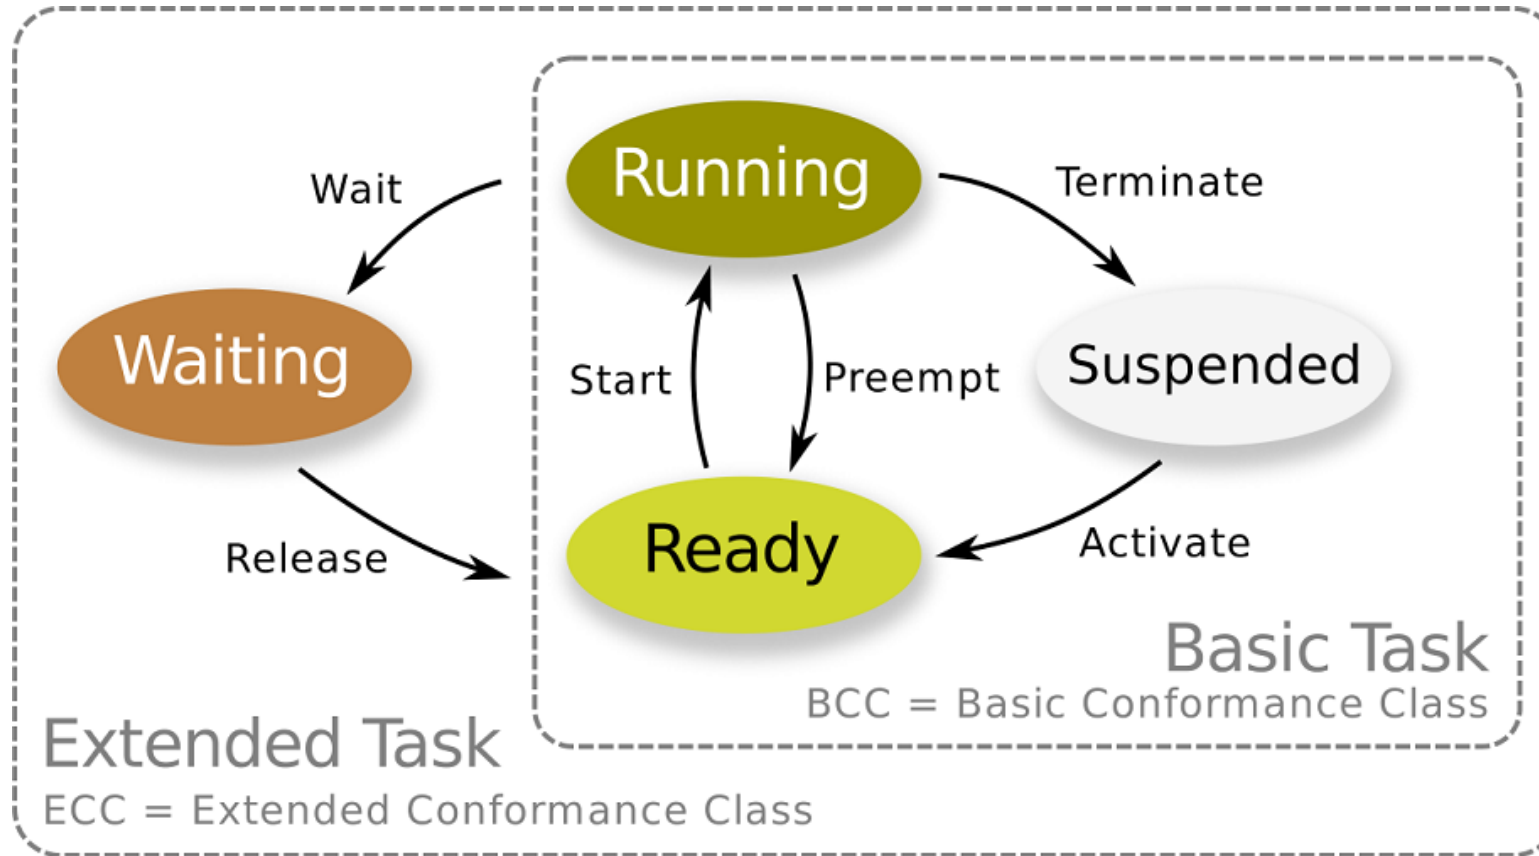 Running
Wait
Terminate
Waiting
Start
Preempt
Suspended
Release
Ready
Activate
Basic Task
BCC = Basic Conformance Class
Extended Task
ECC = Extended Conformance Class